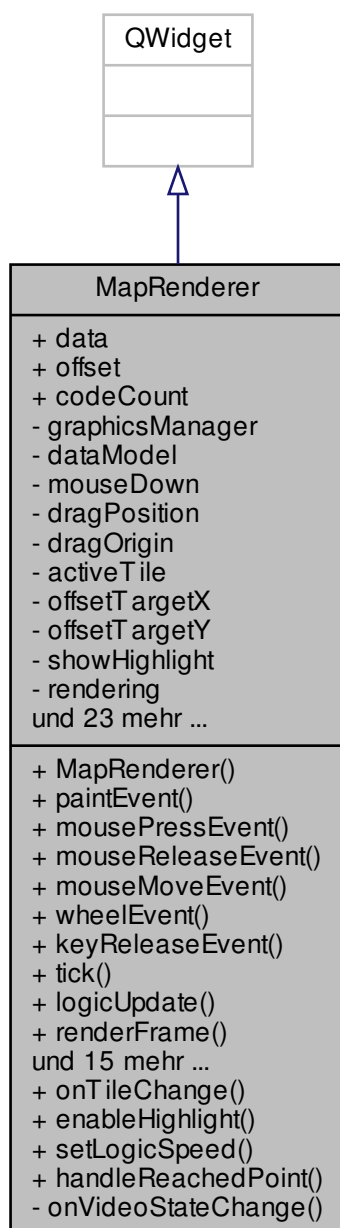 QWidget
MapRenderer
+ data
+ offset
+ codeCount
- graphicsManager
- dataModel
- mouseDown
- dragPosition
- dragOrigin
- activeTile
- offsetTargetX
- offsetTargetY
- showHighlight
- rendering
und 23 mehr ...
+ MapRenderer()
+ paintEvent()
+ mousePressEvent()
+ mouseReleaseEvent()
+ mouseMoveEvent()
+ wheelEvent()
+ keyReleaseEvent()
+ tick()
+ logicUpdate()
+ renderFrame()
und 15 mehr ...
+ onTileChange()
+ enableHighlight()
+ setLogicSpeed()
+ handleReachedPoint()
- onVideoStateChange()